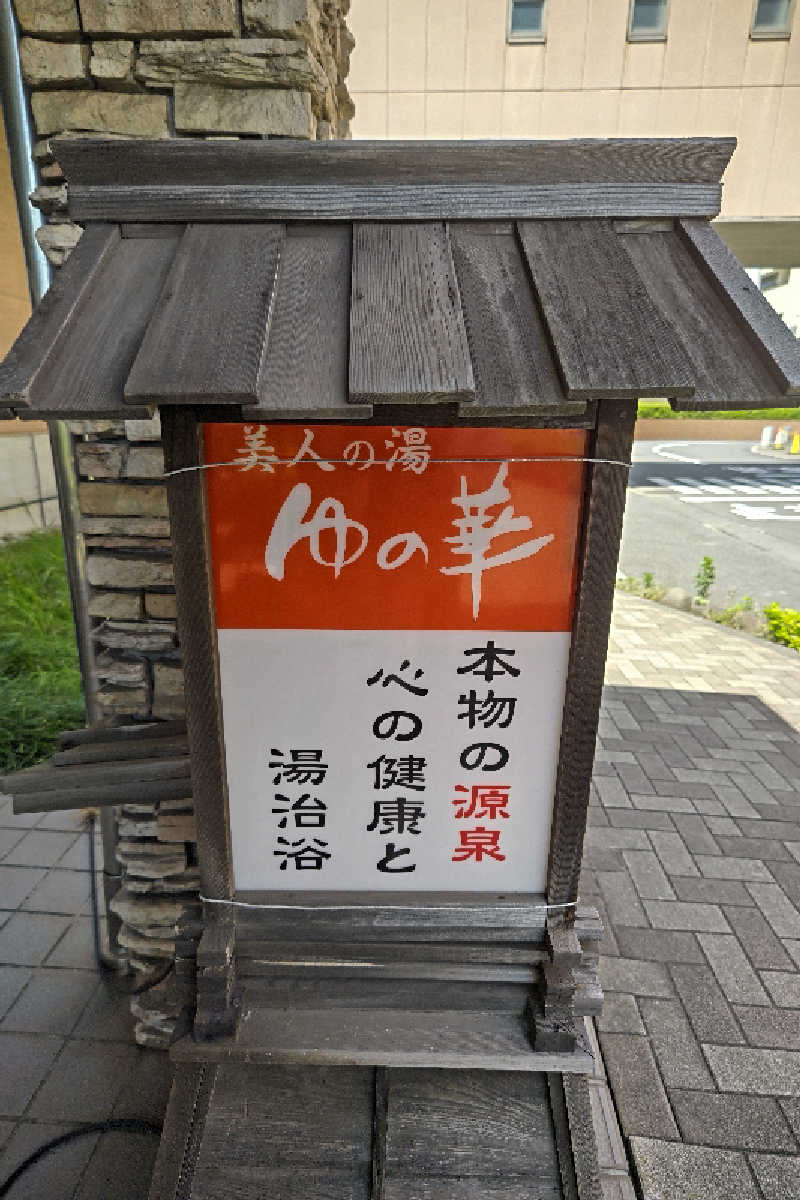 美人の湯
ゆの華
本物の源泉
心の健康と
湯治浴